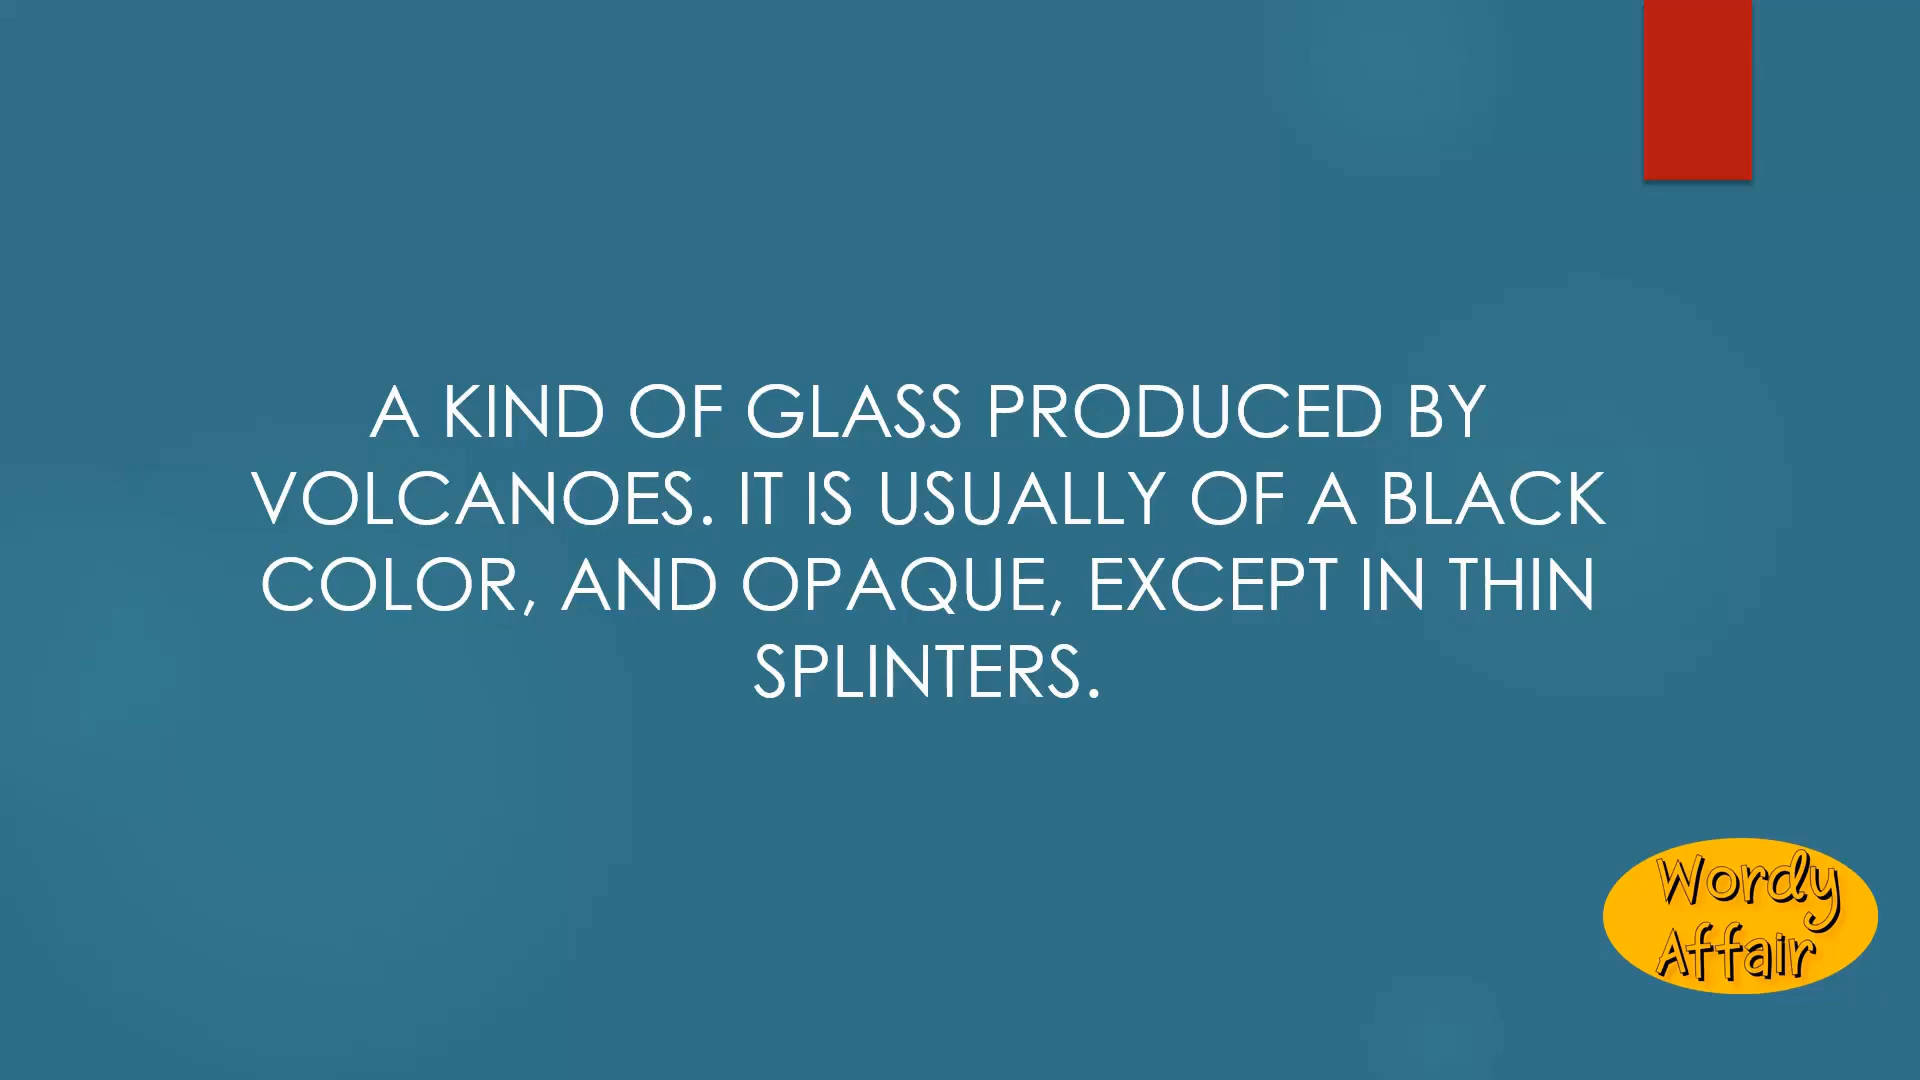 A KIND OF GLASS PRODUCED BY
VOLCANOES. IT IS USUALLY OF A BLACK
COLOR, AND OPAQUE, EXCEPT IN THIN
SPLINTERS.
Wordy
Affair